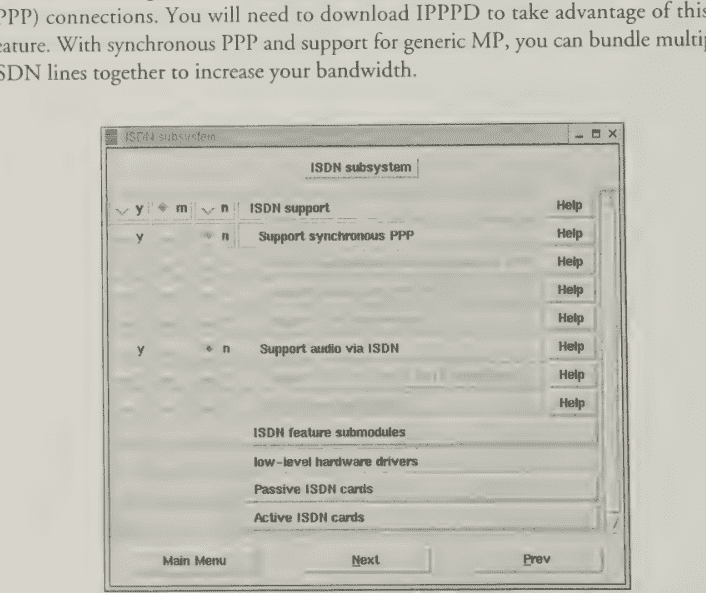 PPP) connections. You will need to download IPPPD to take advantage of this
eature. With synchronous PPP and support for generic MP, you can bundle multip
SDN lines together to increase your bandwidth.
ISDN subsystem
ISDN subsystem
y m n ISDN support Help
y n Support synchronous PPP Help
Help
Help
Help
y n Support audio via ISDN Help
Help
Help
ISDN feature submodules
low-level hardware drivers
Passive ISDN cards
Active ISDN cards
Main Menu Next Prev